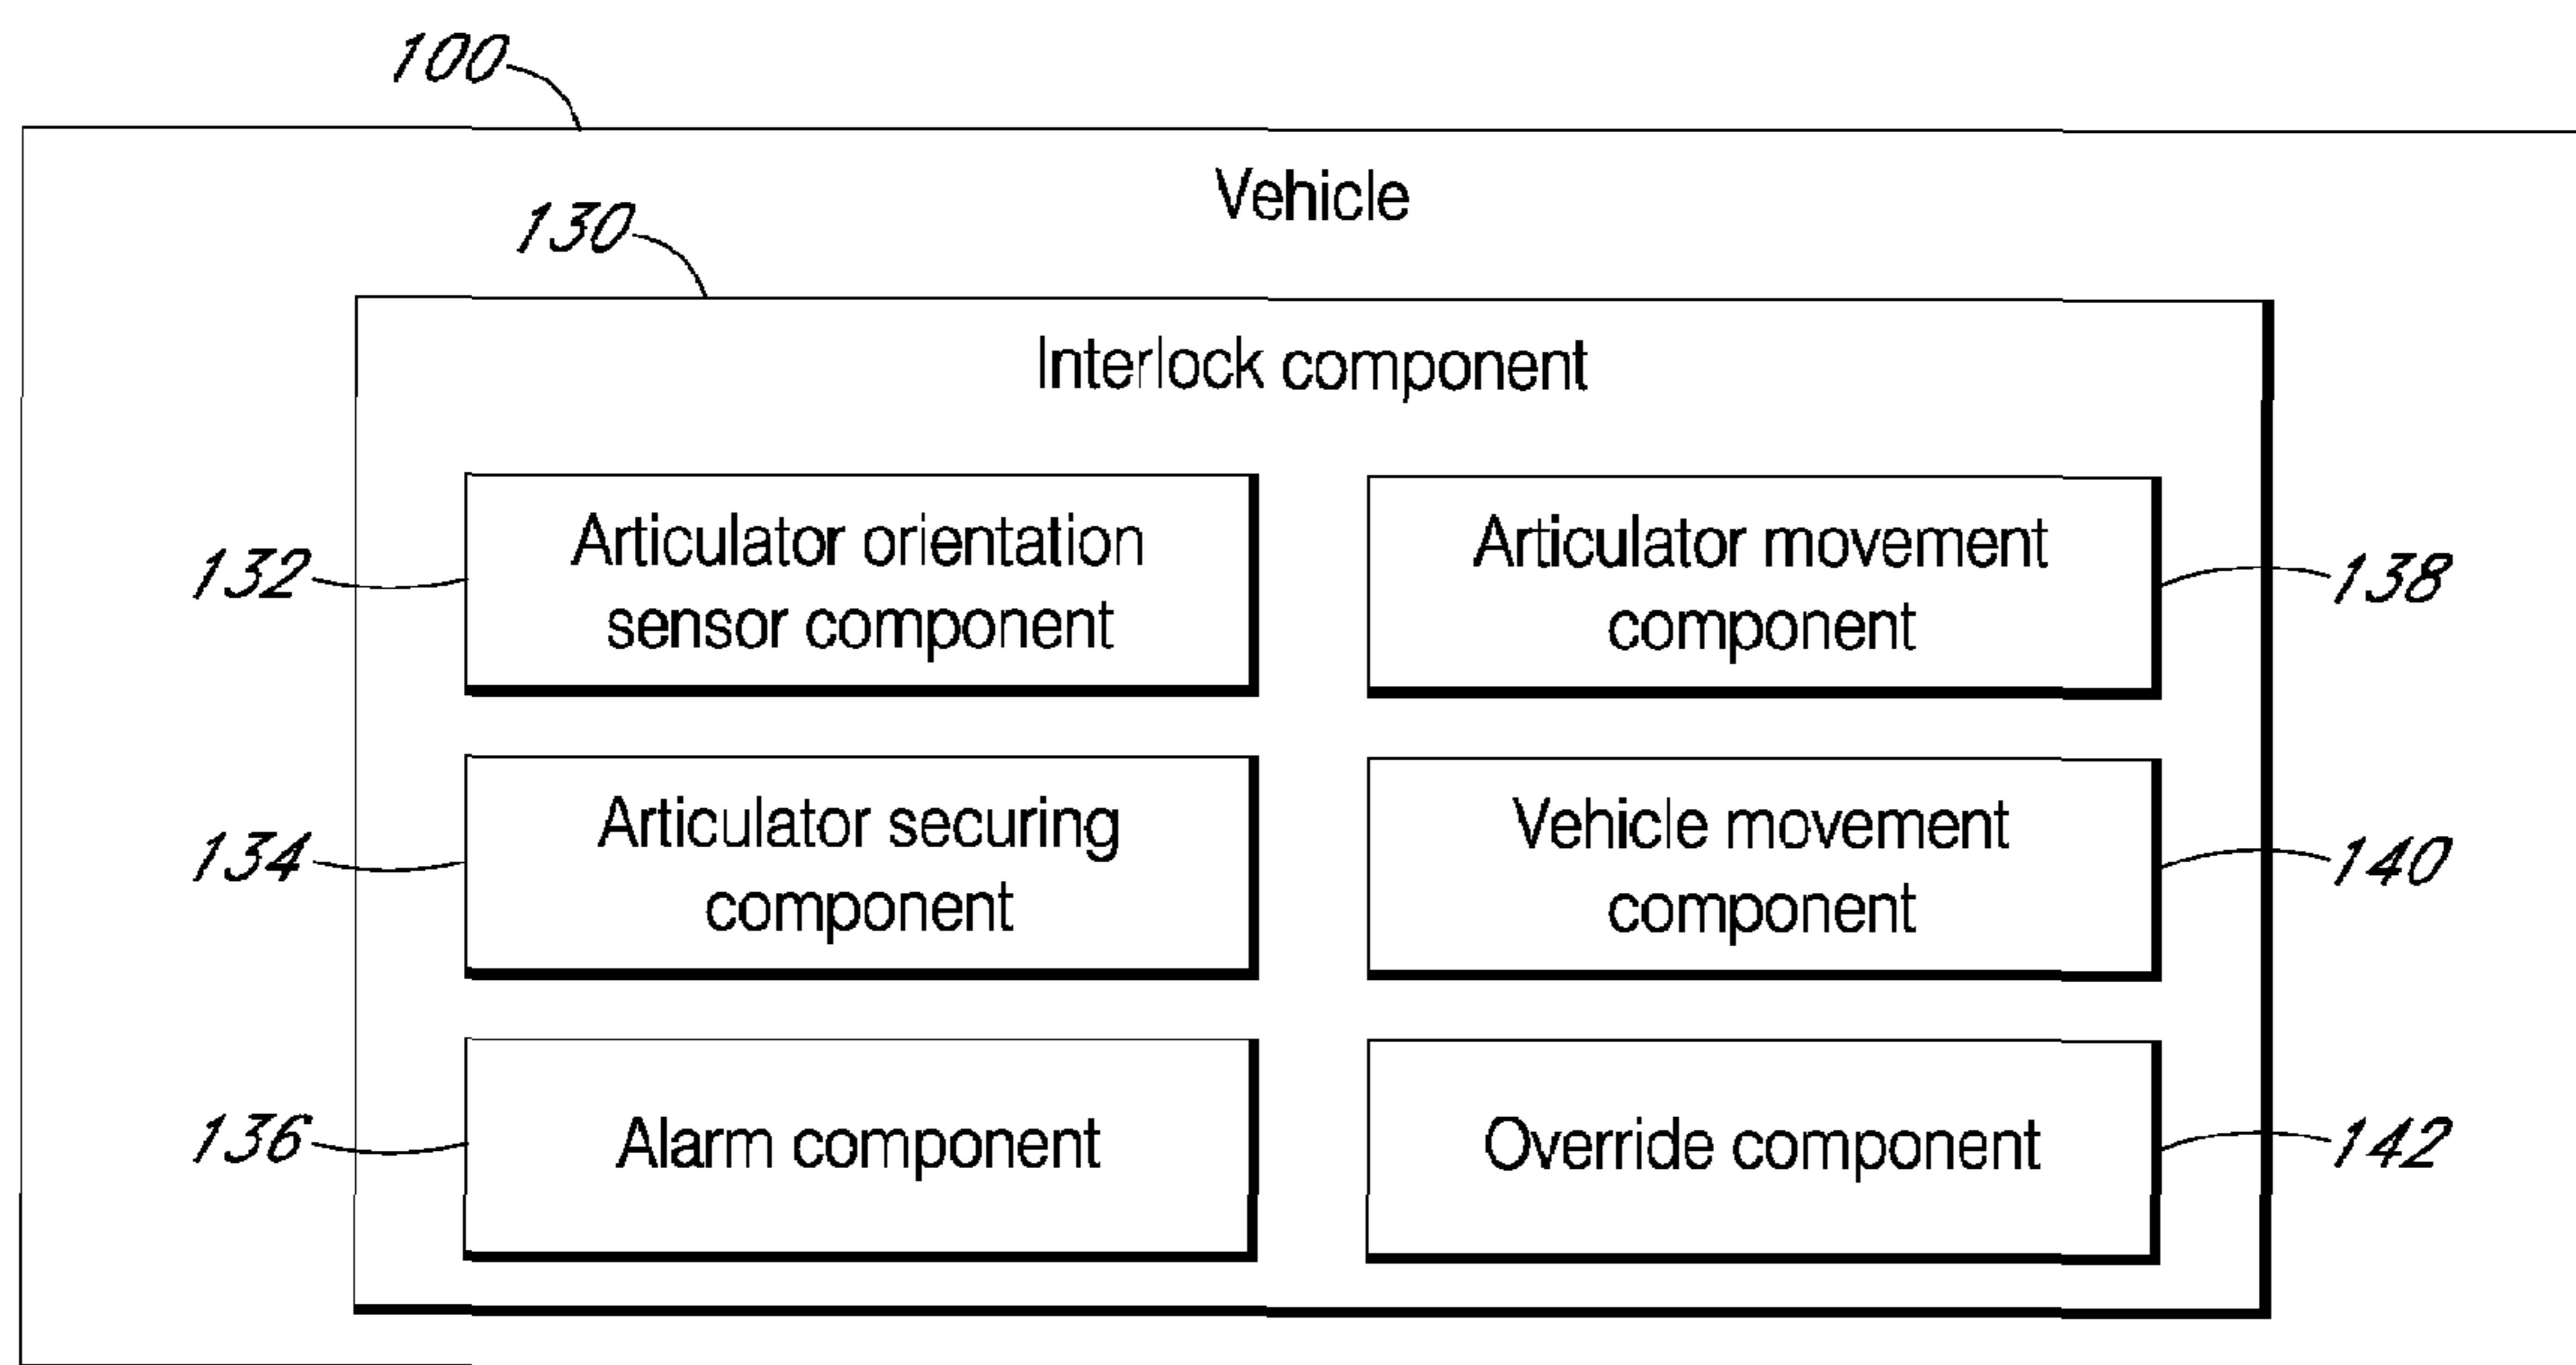 100
Vehicle
130
Interlock component
Articulator orientation
sensor component
132
Articulator movement
component
138
Articulator securing
component
134
Vehicle movement
component
140
Alarm component
136
Override component
142